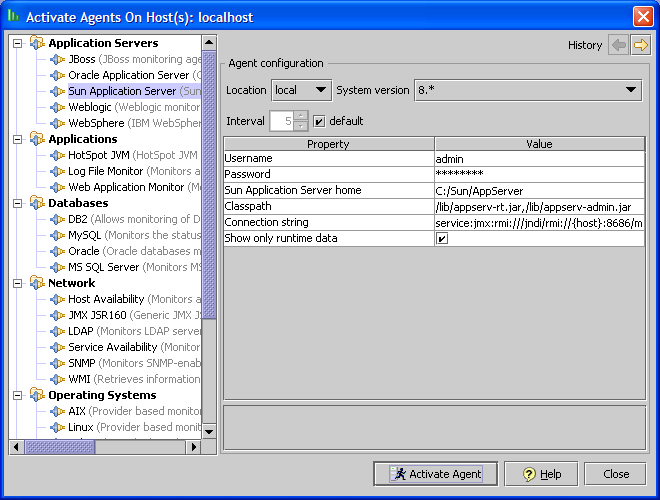 Activate Agents On Host(s): localhost
Application Servers
JBoss (JBoss monitoring age
Oracle Application Server (O
Sun Application Server (Sun
Weblogic (Weblogic monitor
WebSphere (IBM WebSphere
Applications
HotSpot JVM (HotSpot JVM
Log File Monitor (Monitors
Web Application Monitor (Mo
Databases
DB2 (Allows monitoring of D
MySQL (Monitors the status
Oracle (Oracle databases m
MS SQL Server (Monitors M
Network
Host Availability (Monitors a
JMX JSR160 (Generic JMX JS
LDAP (Monitors LDAP server
Service Availability (Monitor
SNMP (Monitors SNMP-enab
WMI (Retrieves information
Operating Systems
AIX (Provider based monito
Linux (Provider based monit
History
Agent configuration
Location local System version 8.*
Interval 5 default
Property Value
Username admin
Password ********
Sun Application Server home C:/Sun/AppServer
Classpath /lib/appserv-rt.jar,/lib/appserv-admin.jar
Connection string service:jmx:rmi:///jndi/rmi://{host}:8686/m
Show only runtime data
Activate Agent Help Close